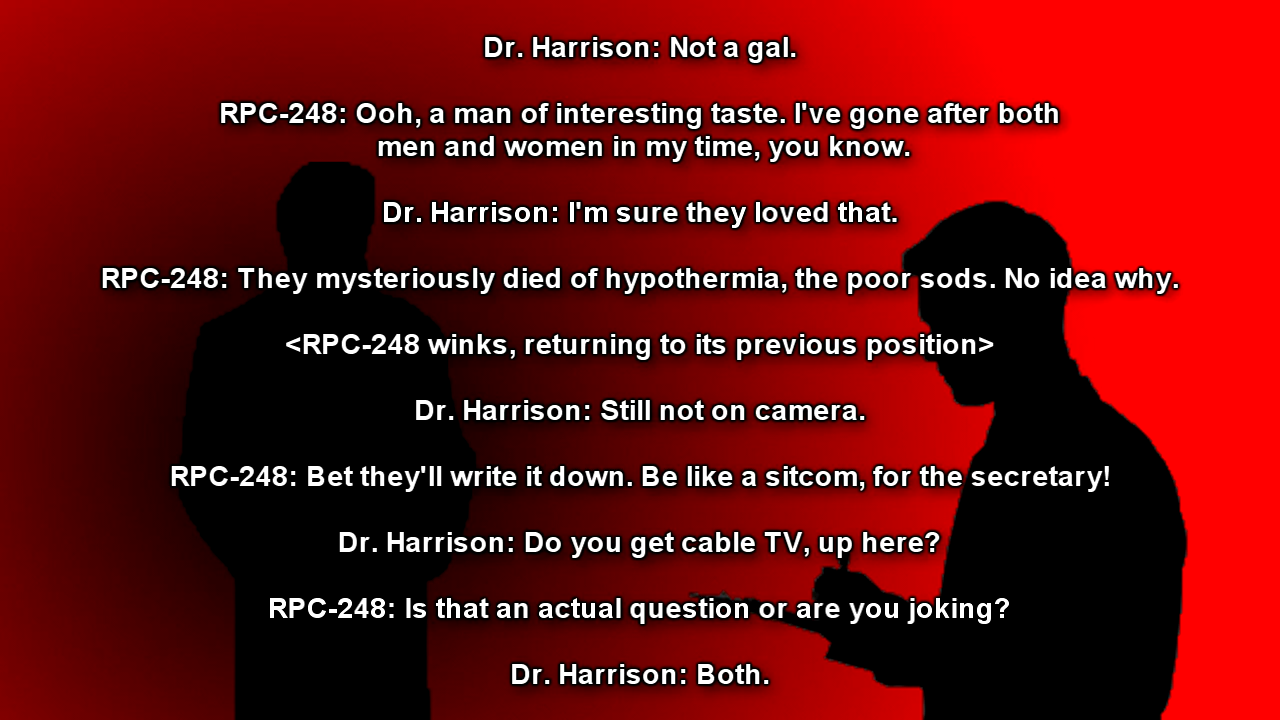 Dr. Harrison: Not a gal.
RPC-248: Ooh, a man of interesting taste. I've gone after both
men and women in my time, you know.
Dr. Harrison: I'm sure they loved that.
RPC-248: They mysteriously died of hypothermia, the poor sods. No idea why.
<RPC-248 winks, returning to its previous position>
Dr. Harrison: Still not on camera.
RPC-248: Bet they'll write it down. Be like a sitcom, for the secretary!
Dr. Harrison: Do you get cable TV, up here?
RPC-248: Is that an actual question or are you joking?
Dr. Harrison: Both.